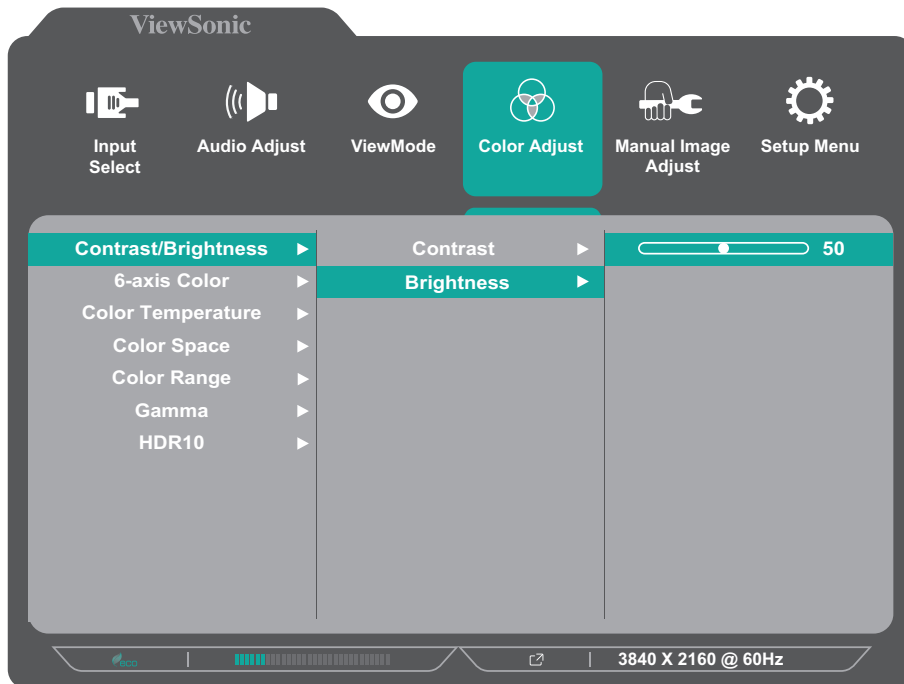 ViewSonic
Input
Select
Audio Adjust
ViewMode
Color Adjust
Manual Image
Adjust
Setup Menu
Contrast/Brightness
6-axis Color
Color Temperature
Color Space
Color Range
Gamma
HDR10
Contrast
Brightness
50
eco
3840 X 2160 @ 60Hz